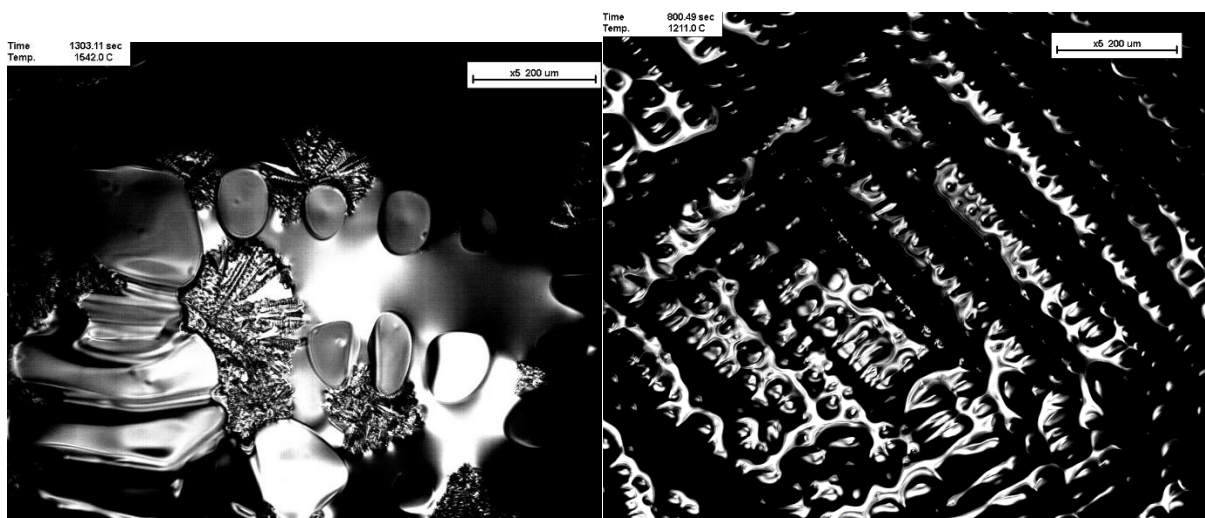 Time 1303.11 sec
Temp. 1542.0 C
x5 200 um
Time 800.49 sec
Temp. 1211.0 C
x5 200 um